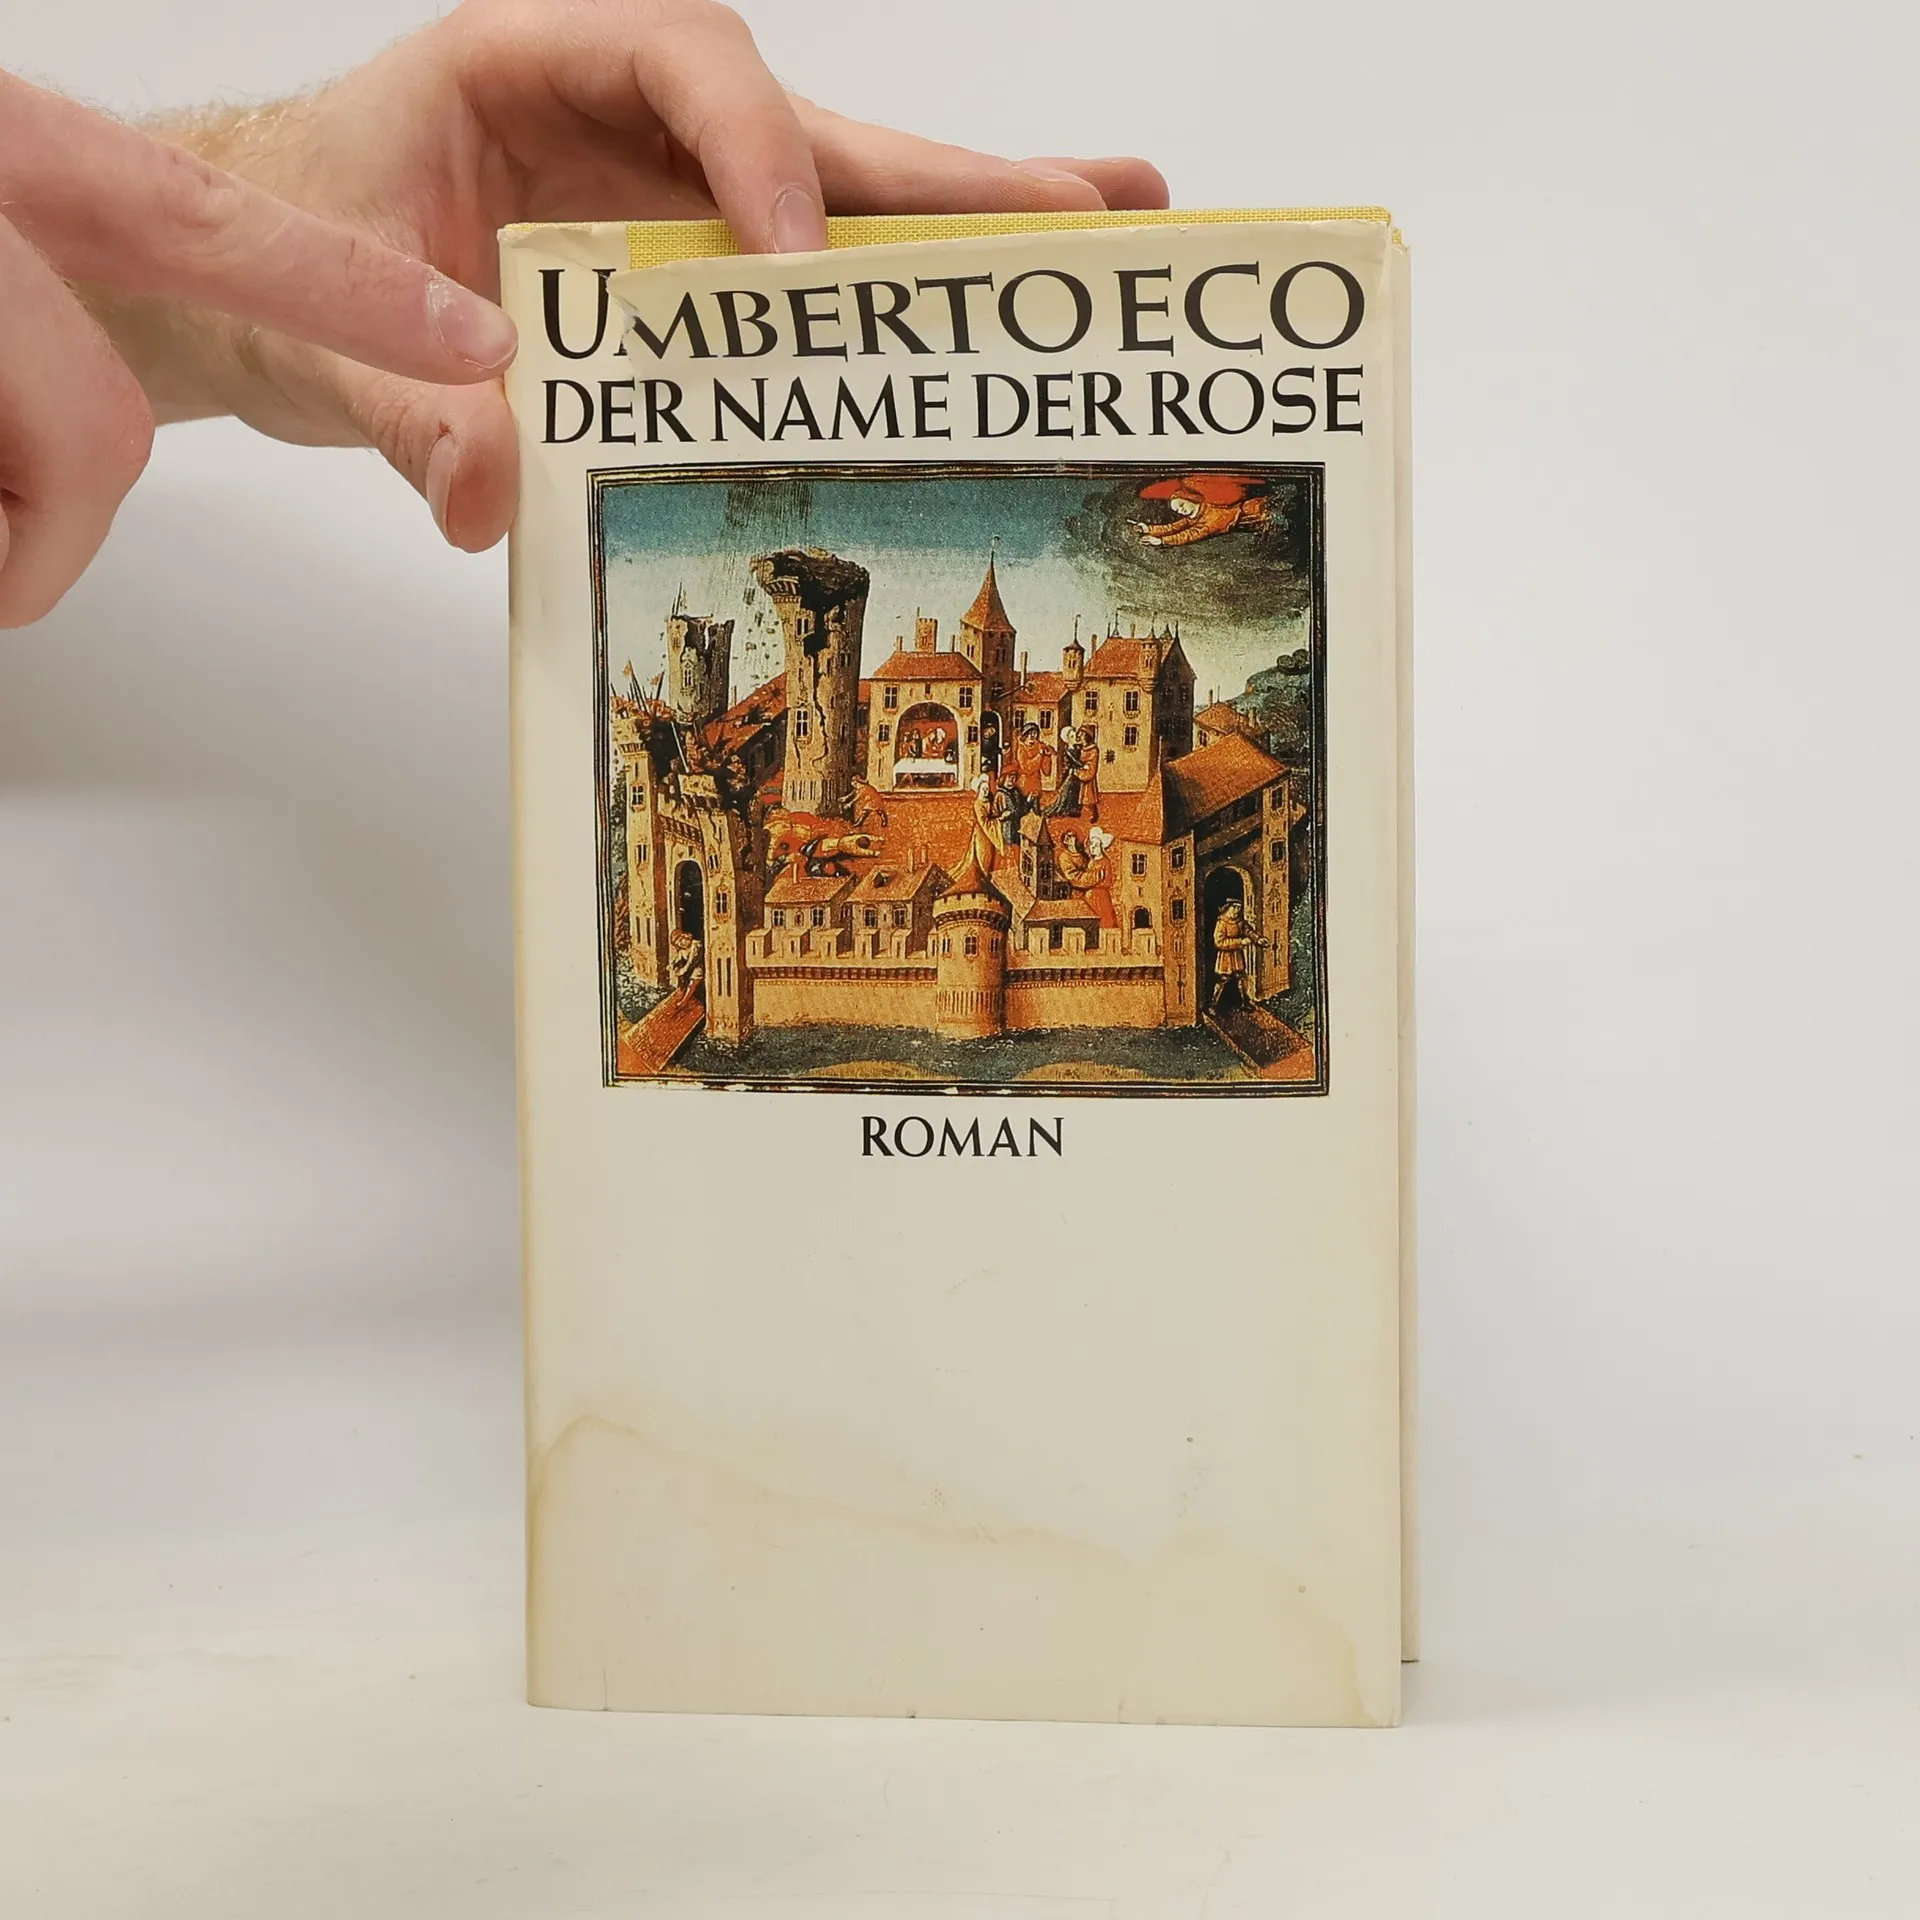 UMBERTO ECO
DER NAME DER ROSE
ROMAN